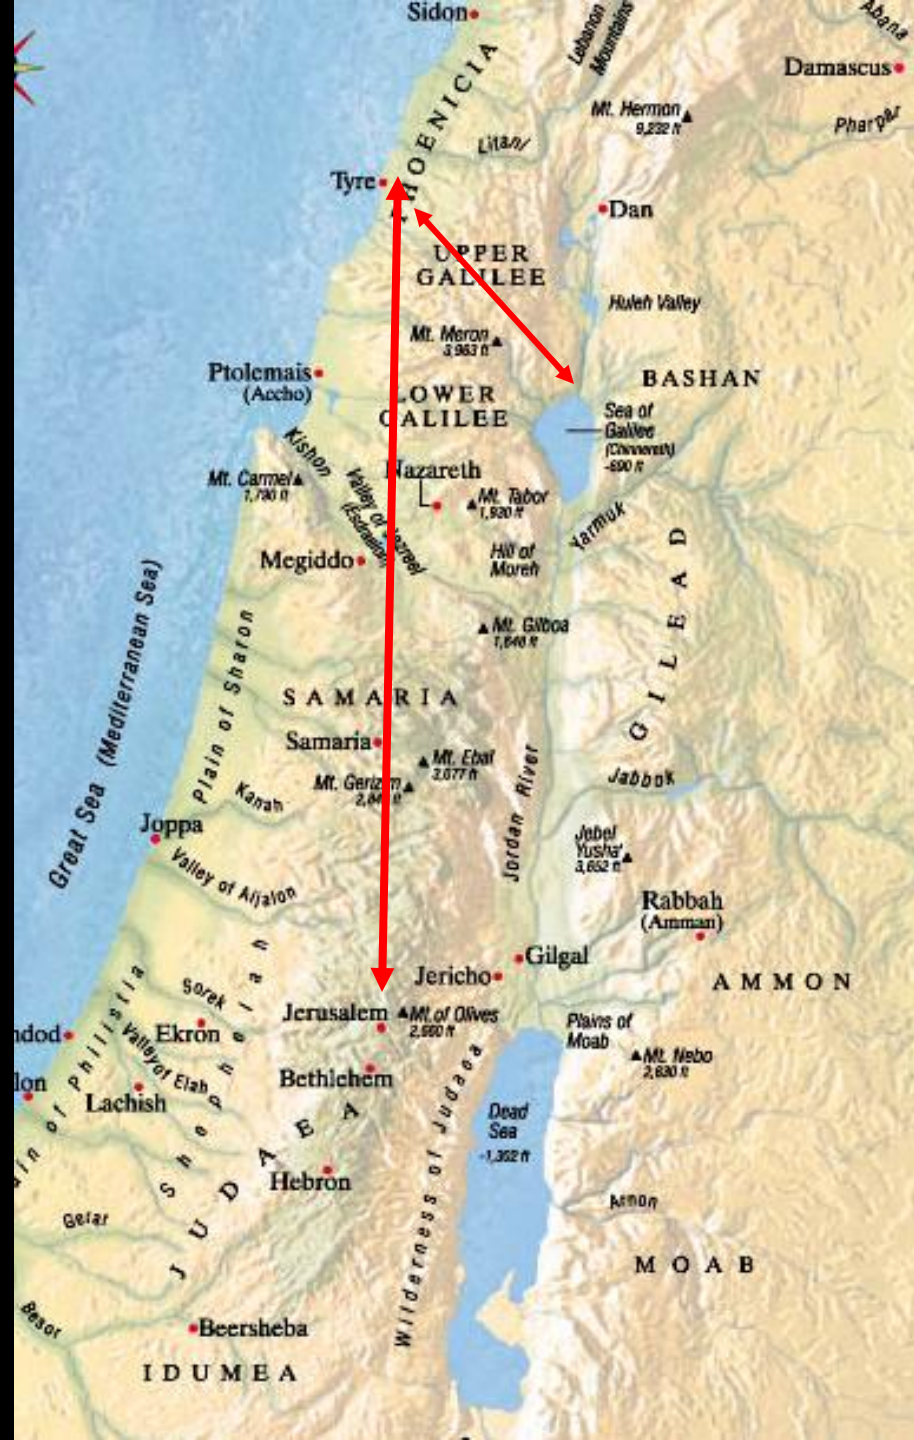 Sidon
Lebanon
Mountains
Abana
Damascus
PHOENICIA
Mt. Hermon
9,232 ft
Pharpar
Litani
Tyre
Dan
UPPER
GALILEE
Huleh Valley
Mt. Meron
3,963 ft
Ptolemais
(Accho)
BASHAN
LOWER
GALILEE
Sea of
Galilee
(Chinnereth)
-690 ft
Kishon
Nazareth
Mt. Carmel
1,790 ft
Valley of Jezreel
(Esdraelon)
Mt. Tabor
1,930 ft
Yarmuk
Megiddo
Hill of
Moreh
GILEAD
Great Sea (Mediterranean Sea)
Plain of Sharon
Mt. Gilboa
1,648 ft
SAMARIA
Samaria
Mt. Ebal
3,077 ft
Mt. Gerizim
Jordan River
Jabbok
Kanah
Joppa
Jebel
Yusha'
3,652 ft
Valley of Aijalon
Rabbah
(Amman)
Gilgal
Jericho
AMMON
Sorek
Shephelah
Jerusalem
Mt. of Olives
2,660 ft
Plains of
Moab
ndod
Ekron
Valley of Elah
Mt. Nebo
2,630 ft
lon
ain of Philistia
Bethlehem
Lachish
Dead
Sea
-1,302 ft
JUDAEA
Wilderness of Judaea
Hebron
Arnon
Gerar
MOAB
Besor
Beersheba
IDUMEA